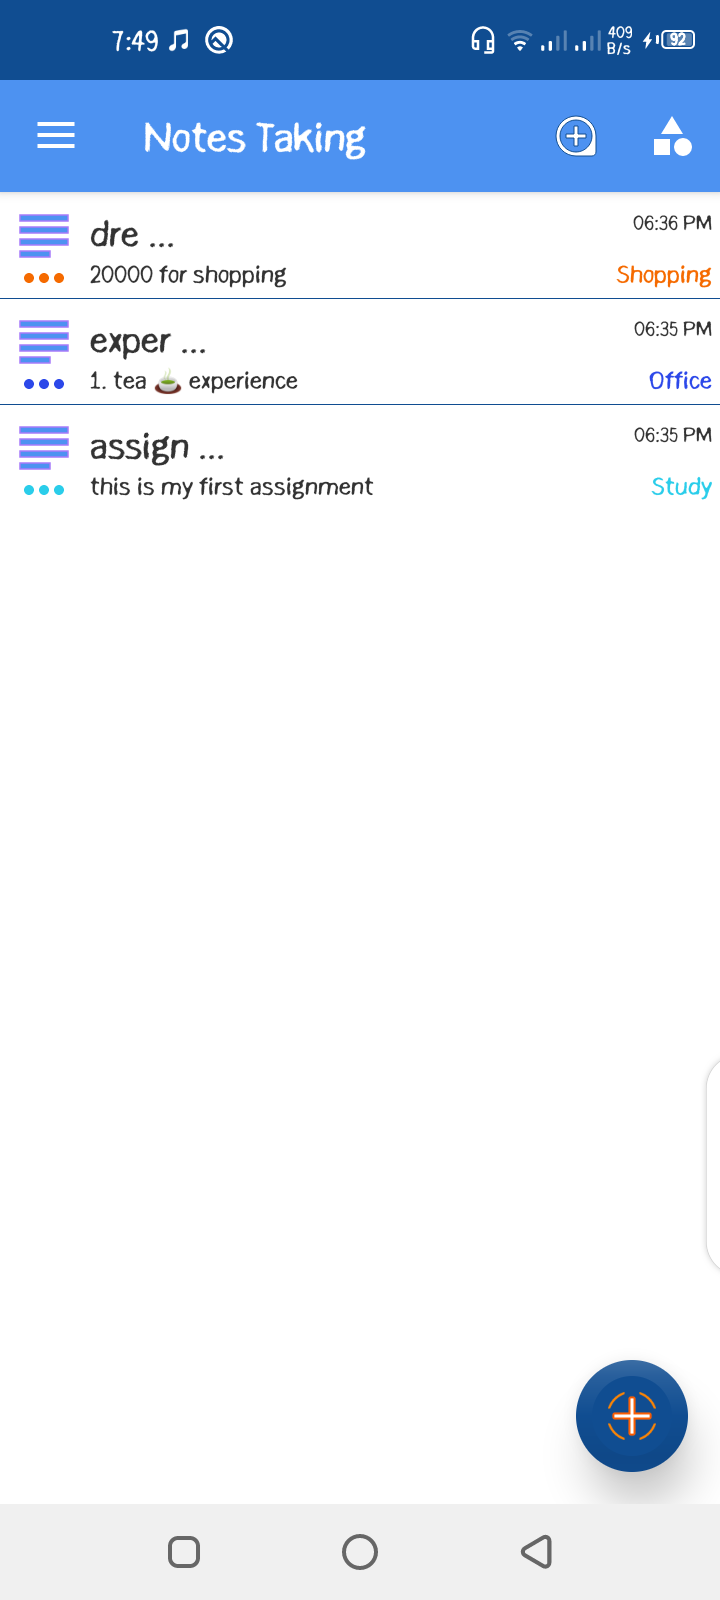 7:49 409 B/s 92
Notes Taking
dre ... 06:36 PM
20000 for shopping Shopping
exper ... 06:35 PM
1. tea 🍵 experience Office
assign ... 06:35 PM
this is my first assignment Study